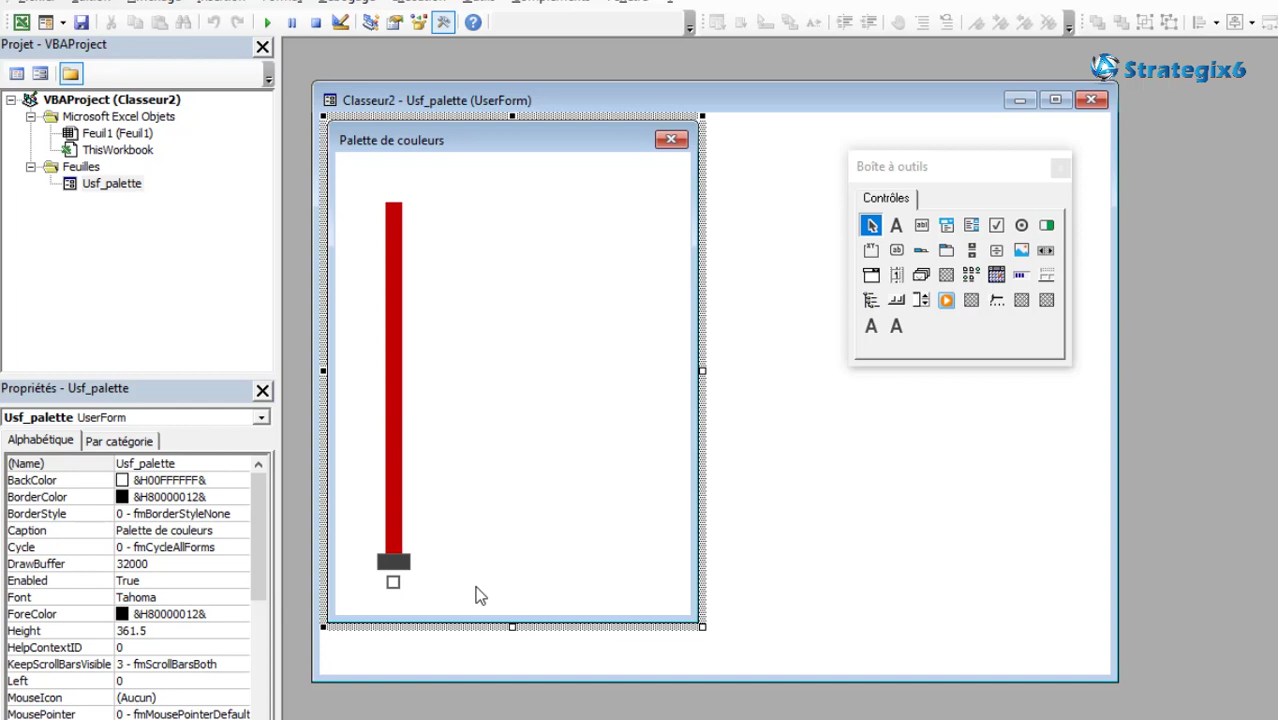 Projet - VBAProject
Strategix6
VBAProject (Classeur2)
Microsoft Excel Objets
Feuil1 (Feuil1)
ThisWorkbook
Feuilles
Usf_palette
Classeur2 - Usf_palette (UserForm)
Palette de couleurs
Boîte à outils
Contrôles
Propriétés - Usf_palette
Usf_palette UserForm
Alphabétique Par catégorie
(Name) Usf_palette
BackColor &H00FFFFFF&
BorderColor &H80000012&
BorderStyle 0 - fmBorderStyleNone
Caption Palette de couleurs
Cycle 0 - fmCycleAllForms
DrawBuffer 32000
Enabled True
Font Tahoma
ForeColor &H80000012&
Height 361.5
HelpContextID 0
KeepScrollBarsVisible 3 - fmScrollBarsBoth
Left 0
MouseIcon (Aucun)
MousePointer 0 - fmMousePointerDefault